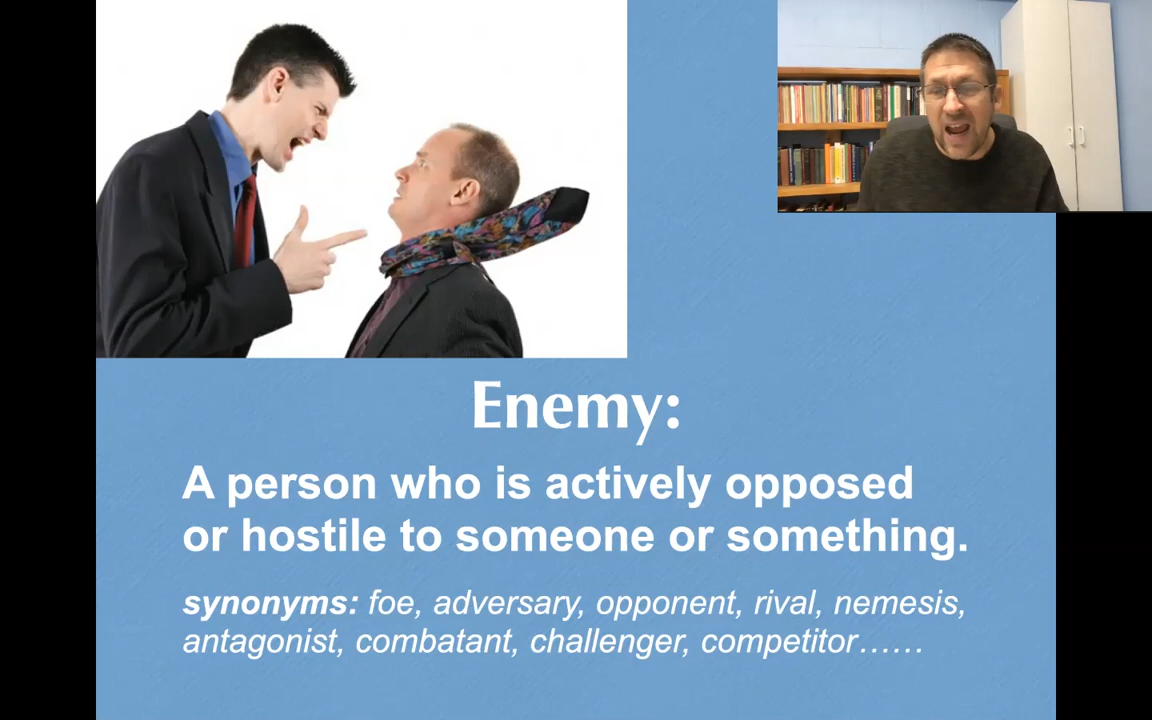 Enemy:
A person who is actively opposed
or hostile to someone or something.
synonyms: foe, adversary, opponent, rival, nemesis,
antagonist, combatant, challenger, competitor……